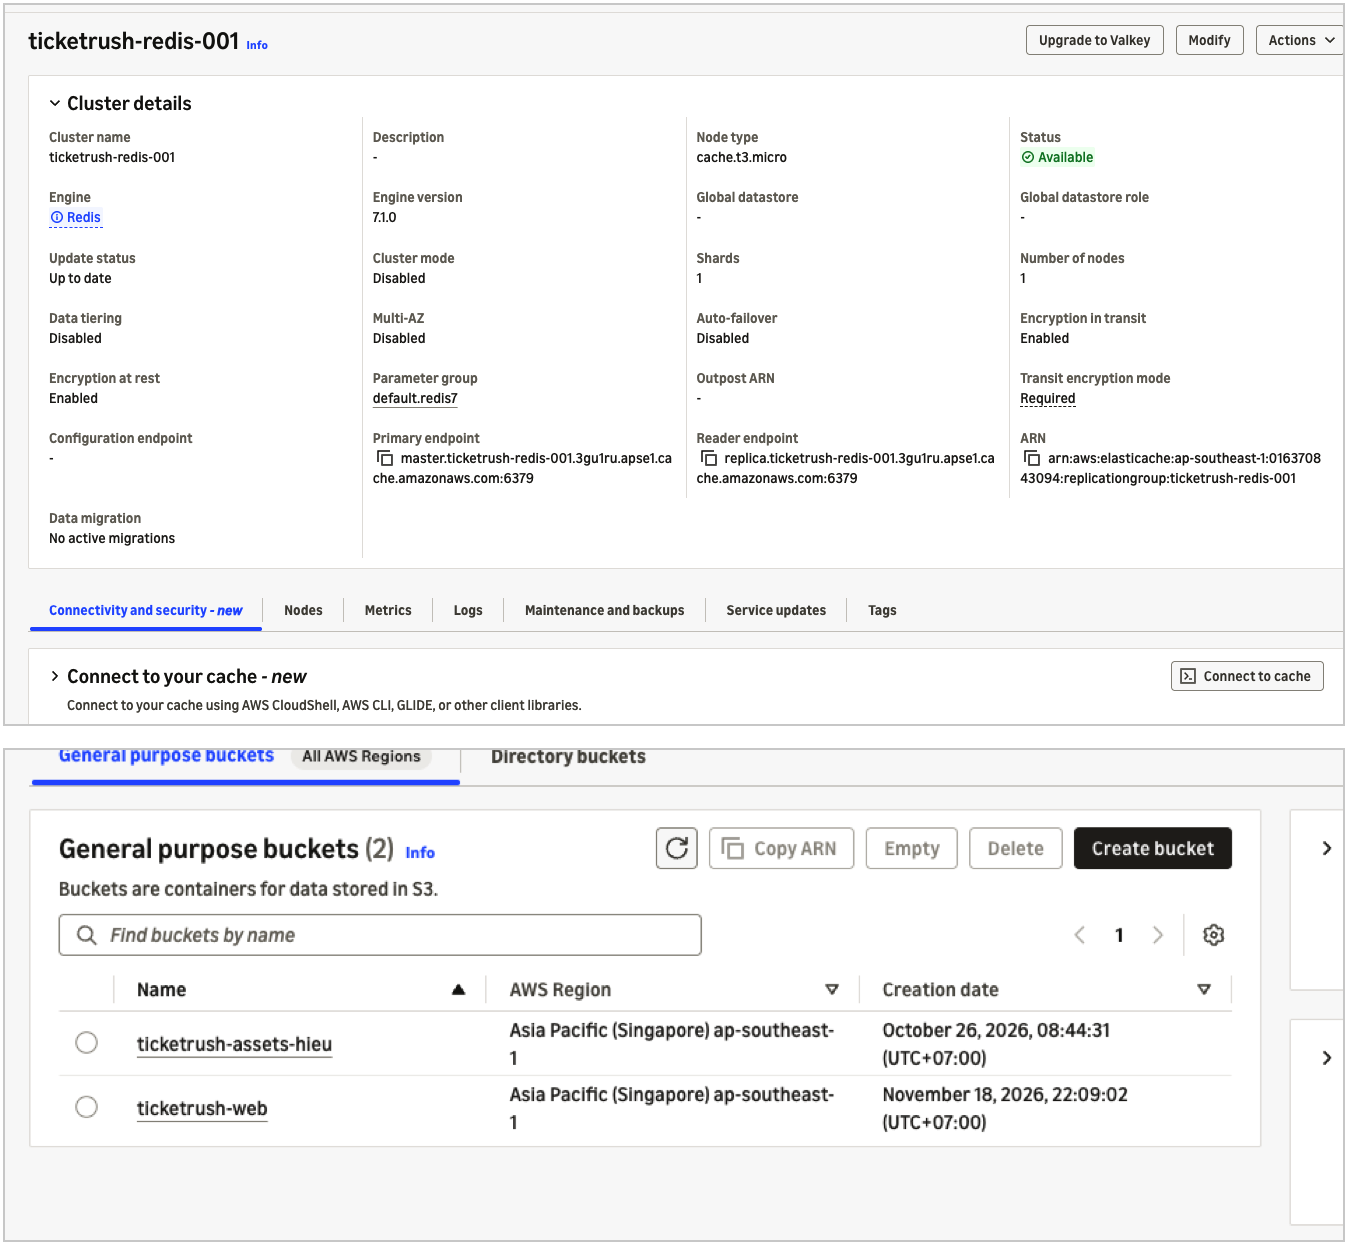 ticketrush-redis-001 Info
Upgrade to Valkey
Modify
Actions
Cluster details
Cluster name
ticketrush-redis-001
Description
-
Node type
cache.t3.micro
Status
Available
Engine
Redis
Engine version
7.1.0
Global datastore
-
Global datastore role
-
Update status
Up to date
Cluster mode
Disabled
Shards
1
Number of nodes
1
Data tiering
Disabled
Multi-AZ
Disabled
Auto-failover
Disabled
Encryption in transit
Enabled
Encryption at rest
Enabled
Parameter group
default.redis7
Outpost ARN
-
Transit encryption mode
Required
Configuration endpoint
-
Primary endpoint
master.ticketrush-redis-001.3gu1ru.apse1.ca
che.amazonaws.com:6379
Reader endpoint
replica.ticketrush-redis-001.3gu1ru.apse1.ca
che.amazonaws.com:6379
ARN
arn:aws:elasticache:ap-southeast-1:0163708
43094:replicationgroup:ticketrush-redis-001
Data migration
No active migrations
Connectivity and security - new
Nodes
Metrics
Logs
Maintenance and backups
Service updates
Tags
Connect to your cache - new
Connect to your cache using AWS CloudShell, AWS CLI, GLIDE, or other client libraries.
Connect to cache
General purpose buckets
All AWS Regions
Directory buckets
General purpose buckets (2) Info
Copy ARN
Empty
Delete
Create bucket
Buckets are containers for data stored in S3.
Find buckets by name
1
Name
AWS Region
Creation date
ticketrush-assets-hieu
Asia Pacific (Singapore) ap-southeast-
1
October 26, 2026, 08:44:31
(UTC+07:00)
ticketrush-web
Asia Pacific (Singapore) ap-southeast-
1
November 18, 2026, 22:09:02
(UTC+07:00)